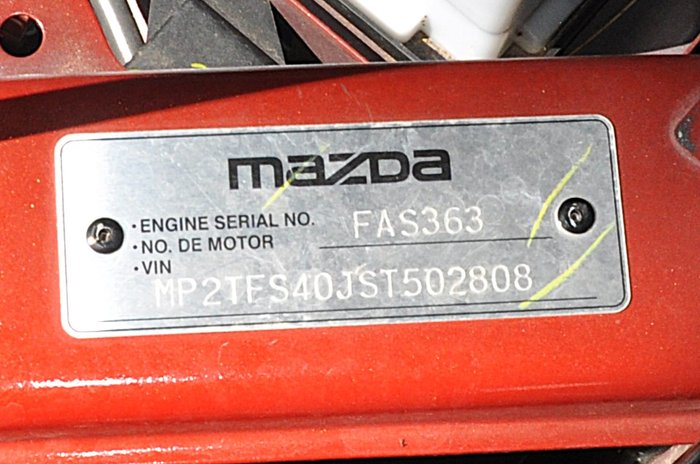 mazda
• ENGINE SERIAL NO. FAS363
• NO. DE MOTOR
• VIN
MP2TFS40JST502808